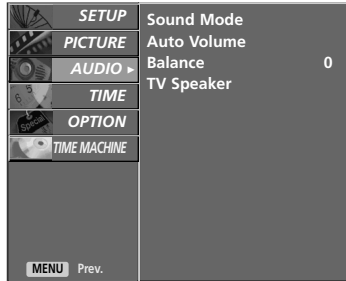 SETUP
PICTURE
AUDIO ►
TIME
OPTION
TIME MACHINE
MENU Prev.
Sound Mode
Auto Volume
Balance 0
TV Speaker